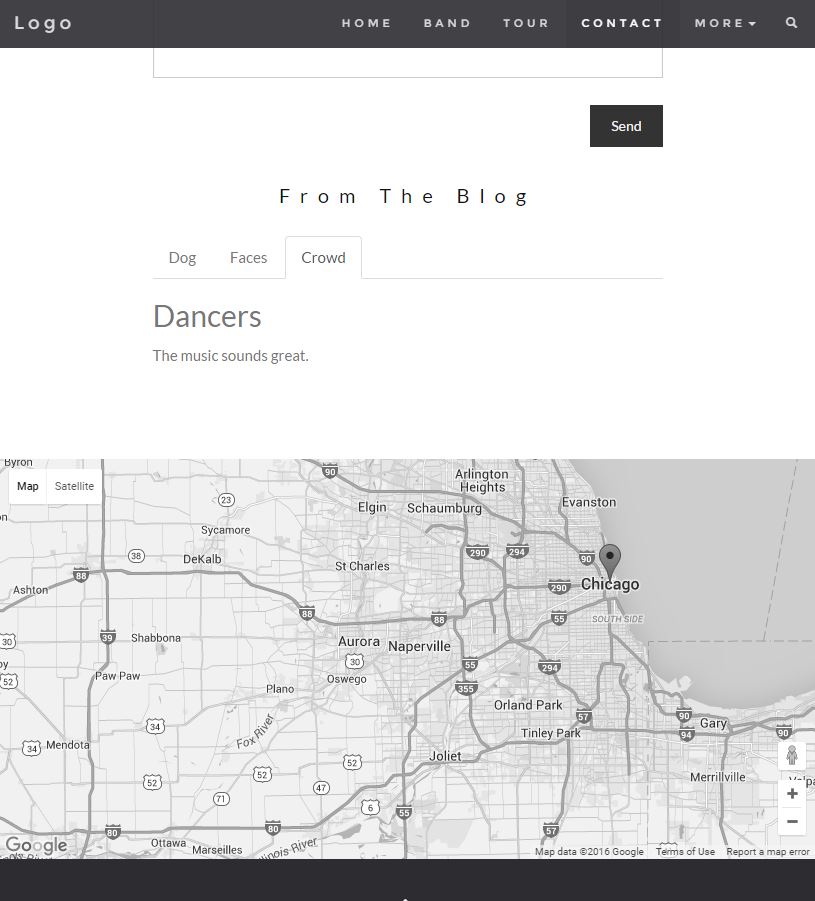 Logo
HOME BAND TOUR CONTACT MORE
Send
From The Blog
Dog Faces Crowd
Dancers
The music sounds great.
Byron
Map Satellite
90
Arlington
Heights
23
Elgin
Schaumburg
Evanston
Sycamore
38
DeKalb
290
294
90
St Charles
88
Ashton
290
Chicago
88
88
55
SOUTH SIDE
39
Shabbona
30
Aurora
Naperville
30
52
Paw Paw
Oswego
55
294
355
Plano
Orland Park
57
90
34
Fox River
Tinley Park
Gary
94
90
34
Mendota
Joliet
52
52
52
71
47
6
55
Merrillville
80
80
57
Ottawa
Marseilles
Illinois River
Google
Map data ©2016 Google Terms of Use Report a map error